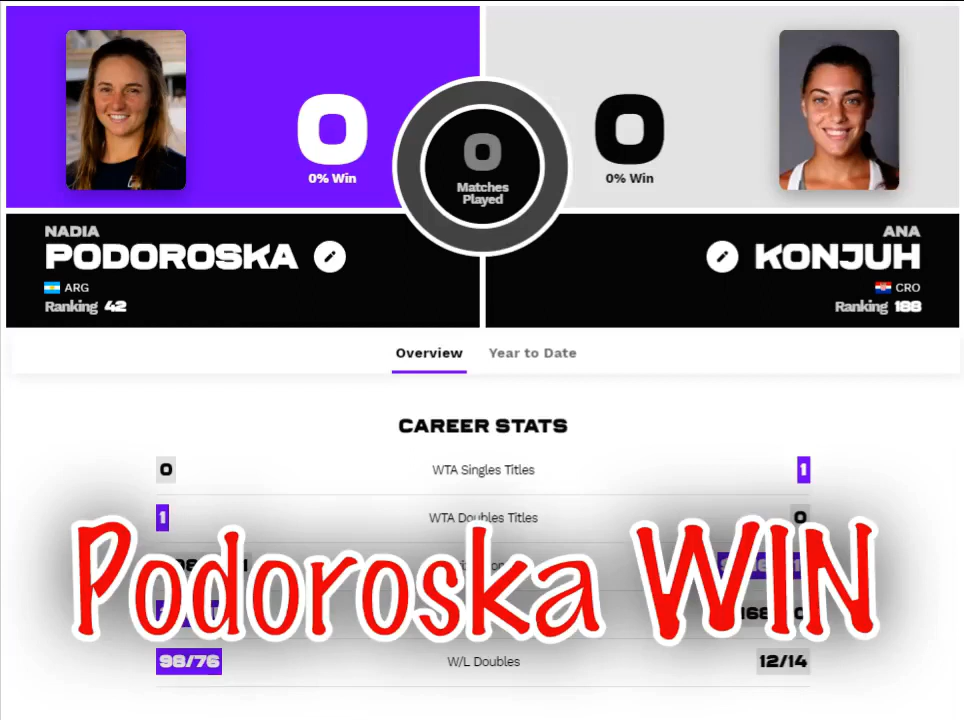 0
0% Win
0
Matches
Played
0
0% Win
NADIA
PODOROSKA
ARG
Ranking 42
ANA
KONJUH
CRO
Ranking 188
Overview Year to Date
CAREER STATS
0 WTA Singles Titles 1
1 WTA Doubles Titles 0
Podoroska WIN
98/76 W/L Doubles 12/14